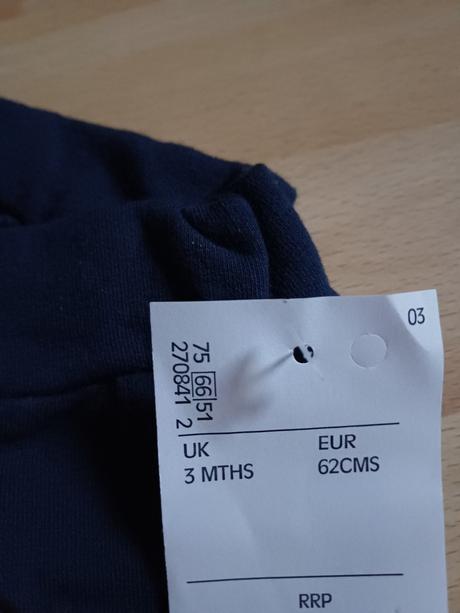 03
75 66 51
270841 2
UK EUR
3 MTHS 62CMS
RRP